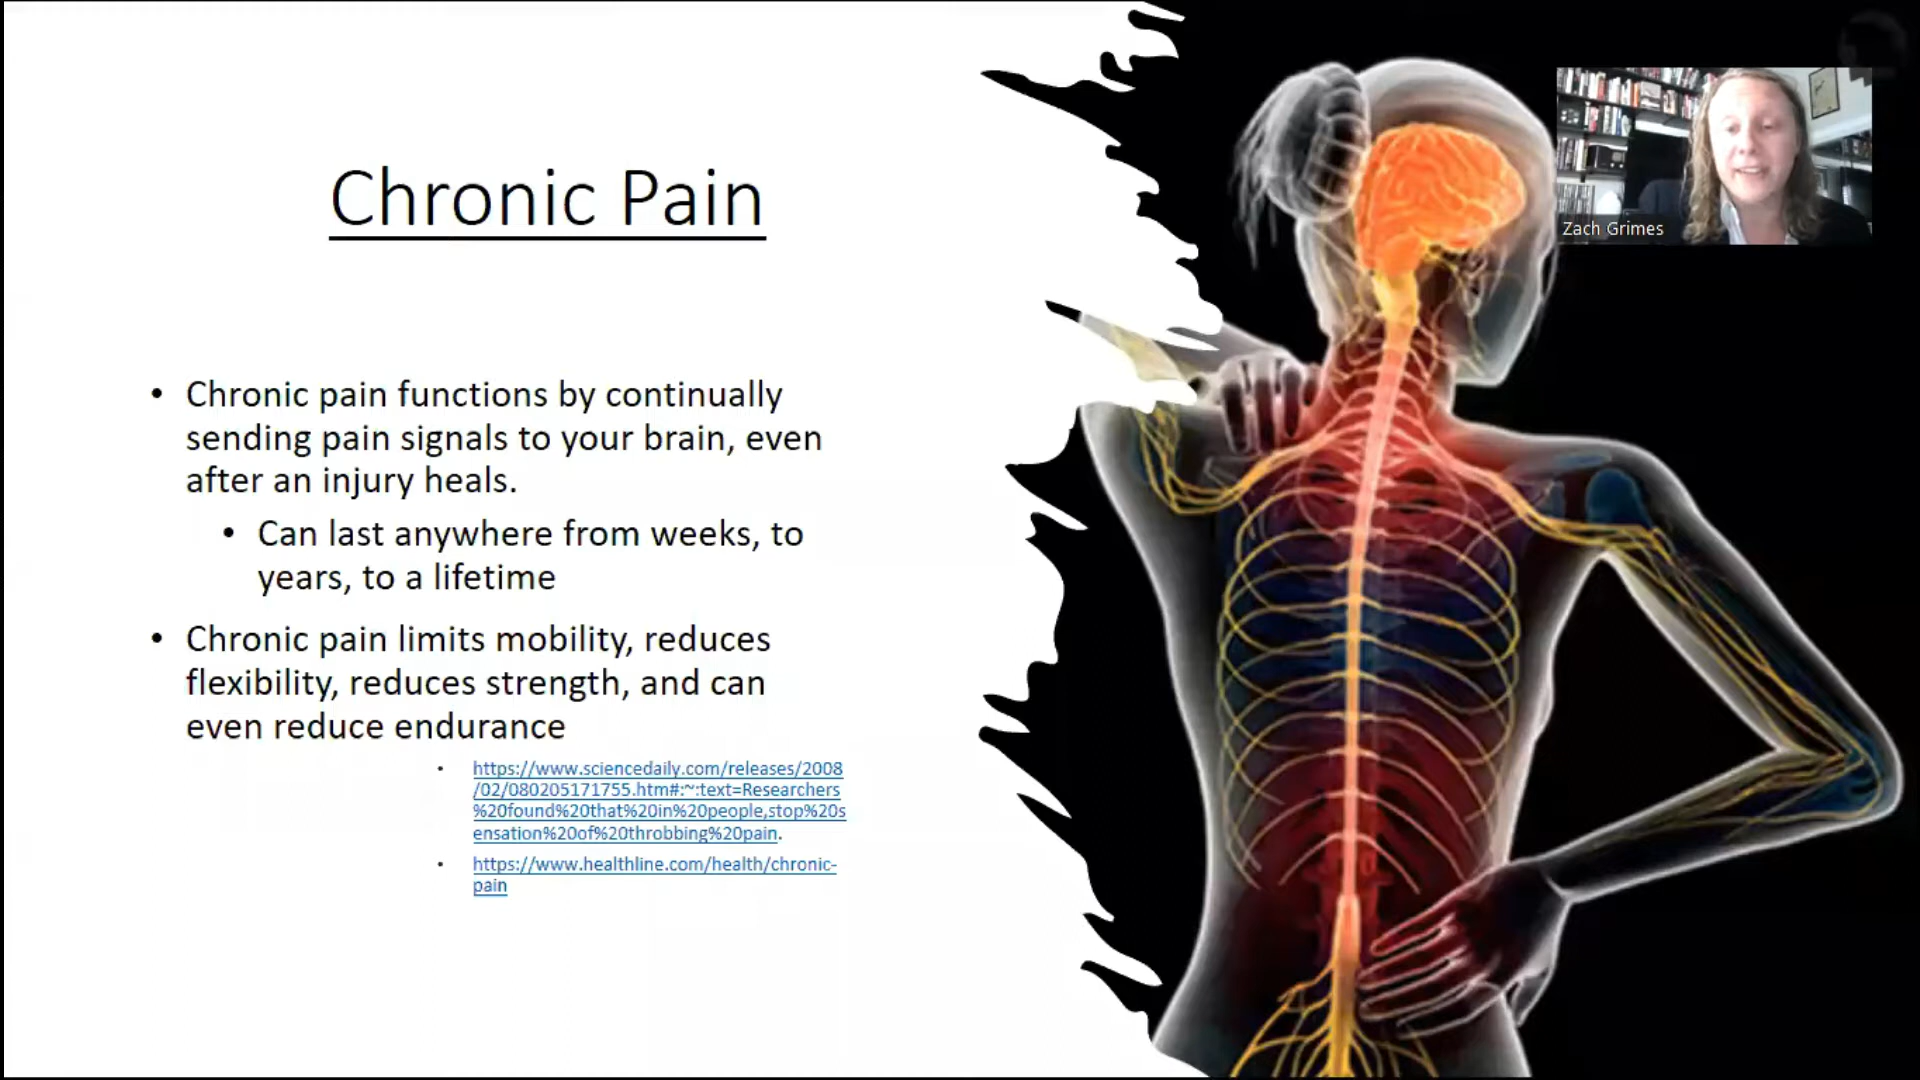 Chronic Pain
Zach Grimes
• Chronic pain functions by continually
sending pain signals to your brain, even
after an injury heals.
• Can last anywhere from weeks, to
years, to a lifetime
• Chronic pain limits mobility, reduces
flexibility, reduces strength, and can
even reduce endurance
• https://www.sciencedaily.com/releases/2008
/02/080205171755.htm#:~:text=Researchers
%20found%20that%20in%20people,stop%20s
ensation%20of%20throbbing%20pain.
• https://www.healthline.com/health/chronic-
pain